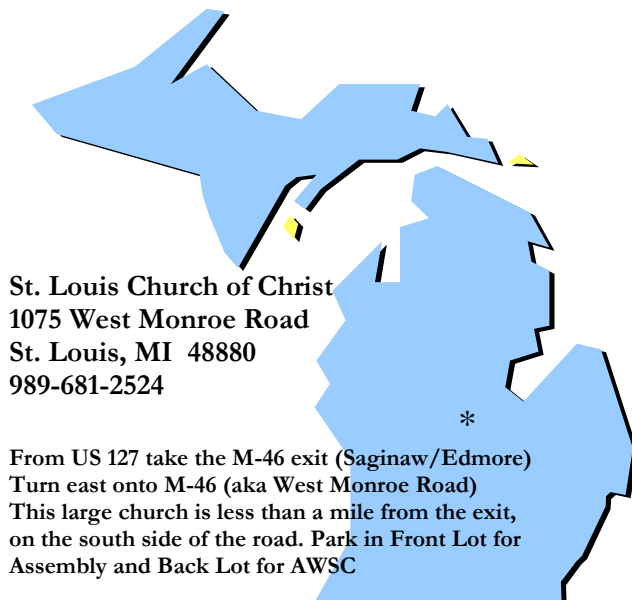 St. Louis Church of Christ
1075 West Monroe Road
St. Louis, MI  48880
989-681-2524
*
From US 127 take the M-46 exit (Saginaw/Edmore)
Turn east onto M-46 (aka West Monroe Road)
This large church is less than a mile from the exit,
on the south side of the road. Park in Front Lot for
Assembly and Back Lot for AWSC